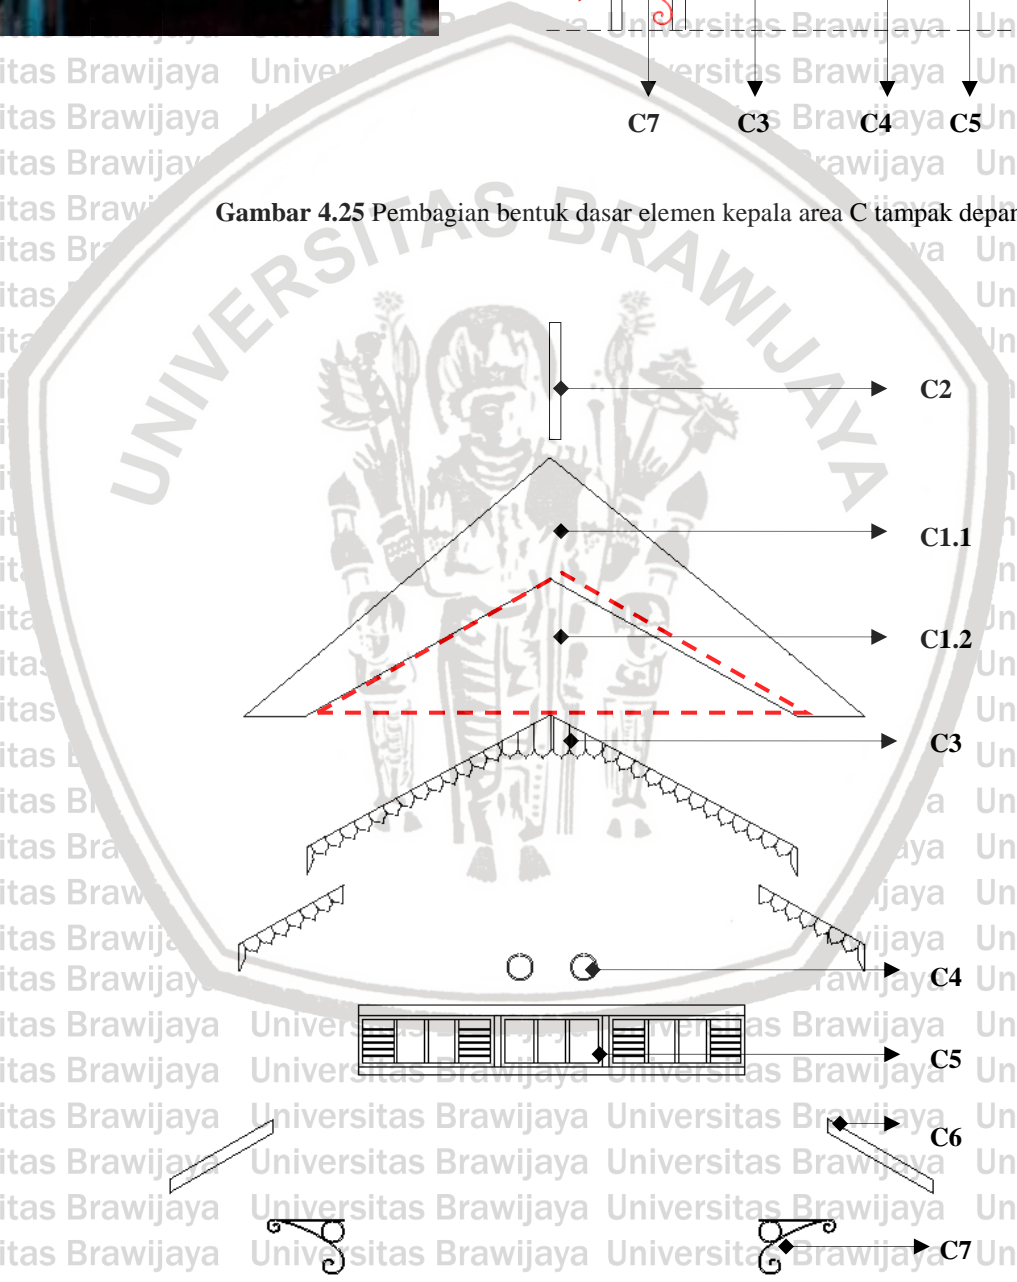 C7 C3 C4 C5
Gambar 4.25 Pembagian bentuk dasar elemen kepala area C tampak depan
UNIVERSITAS BRAWIJAYA
C2
C1.1
C1.2
C3
C4
C5
C6
C7